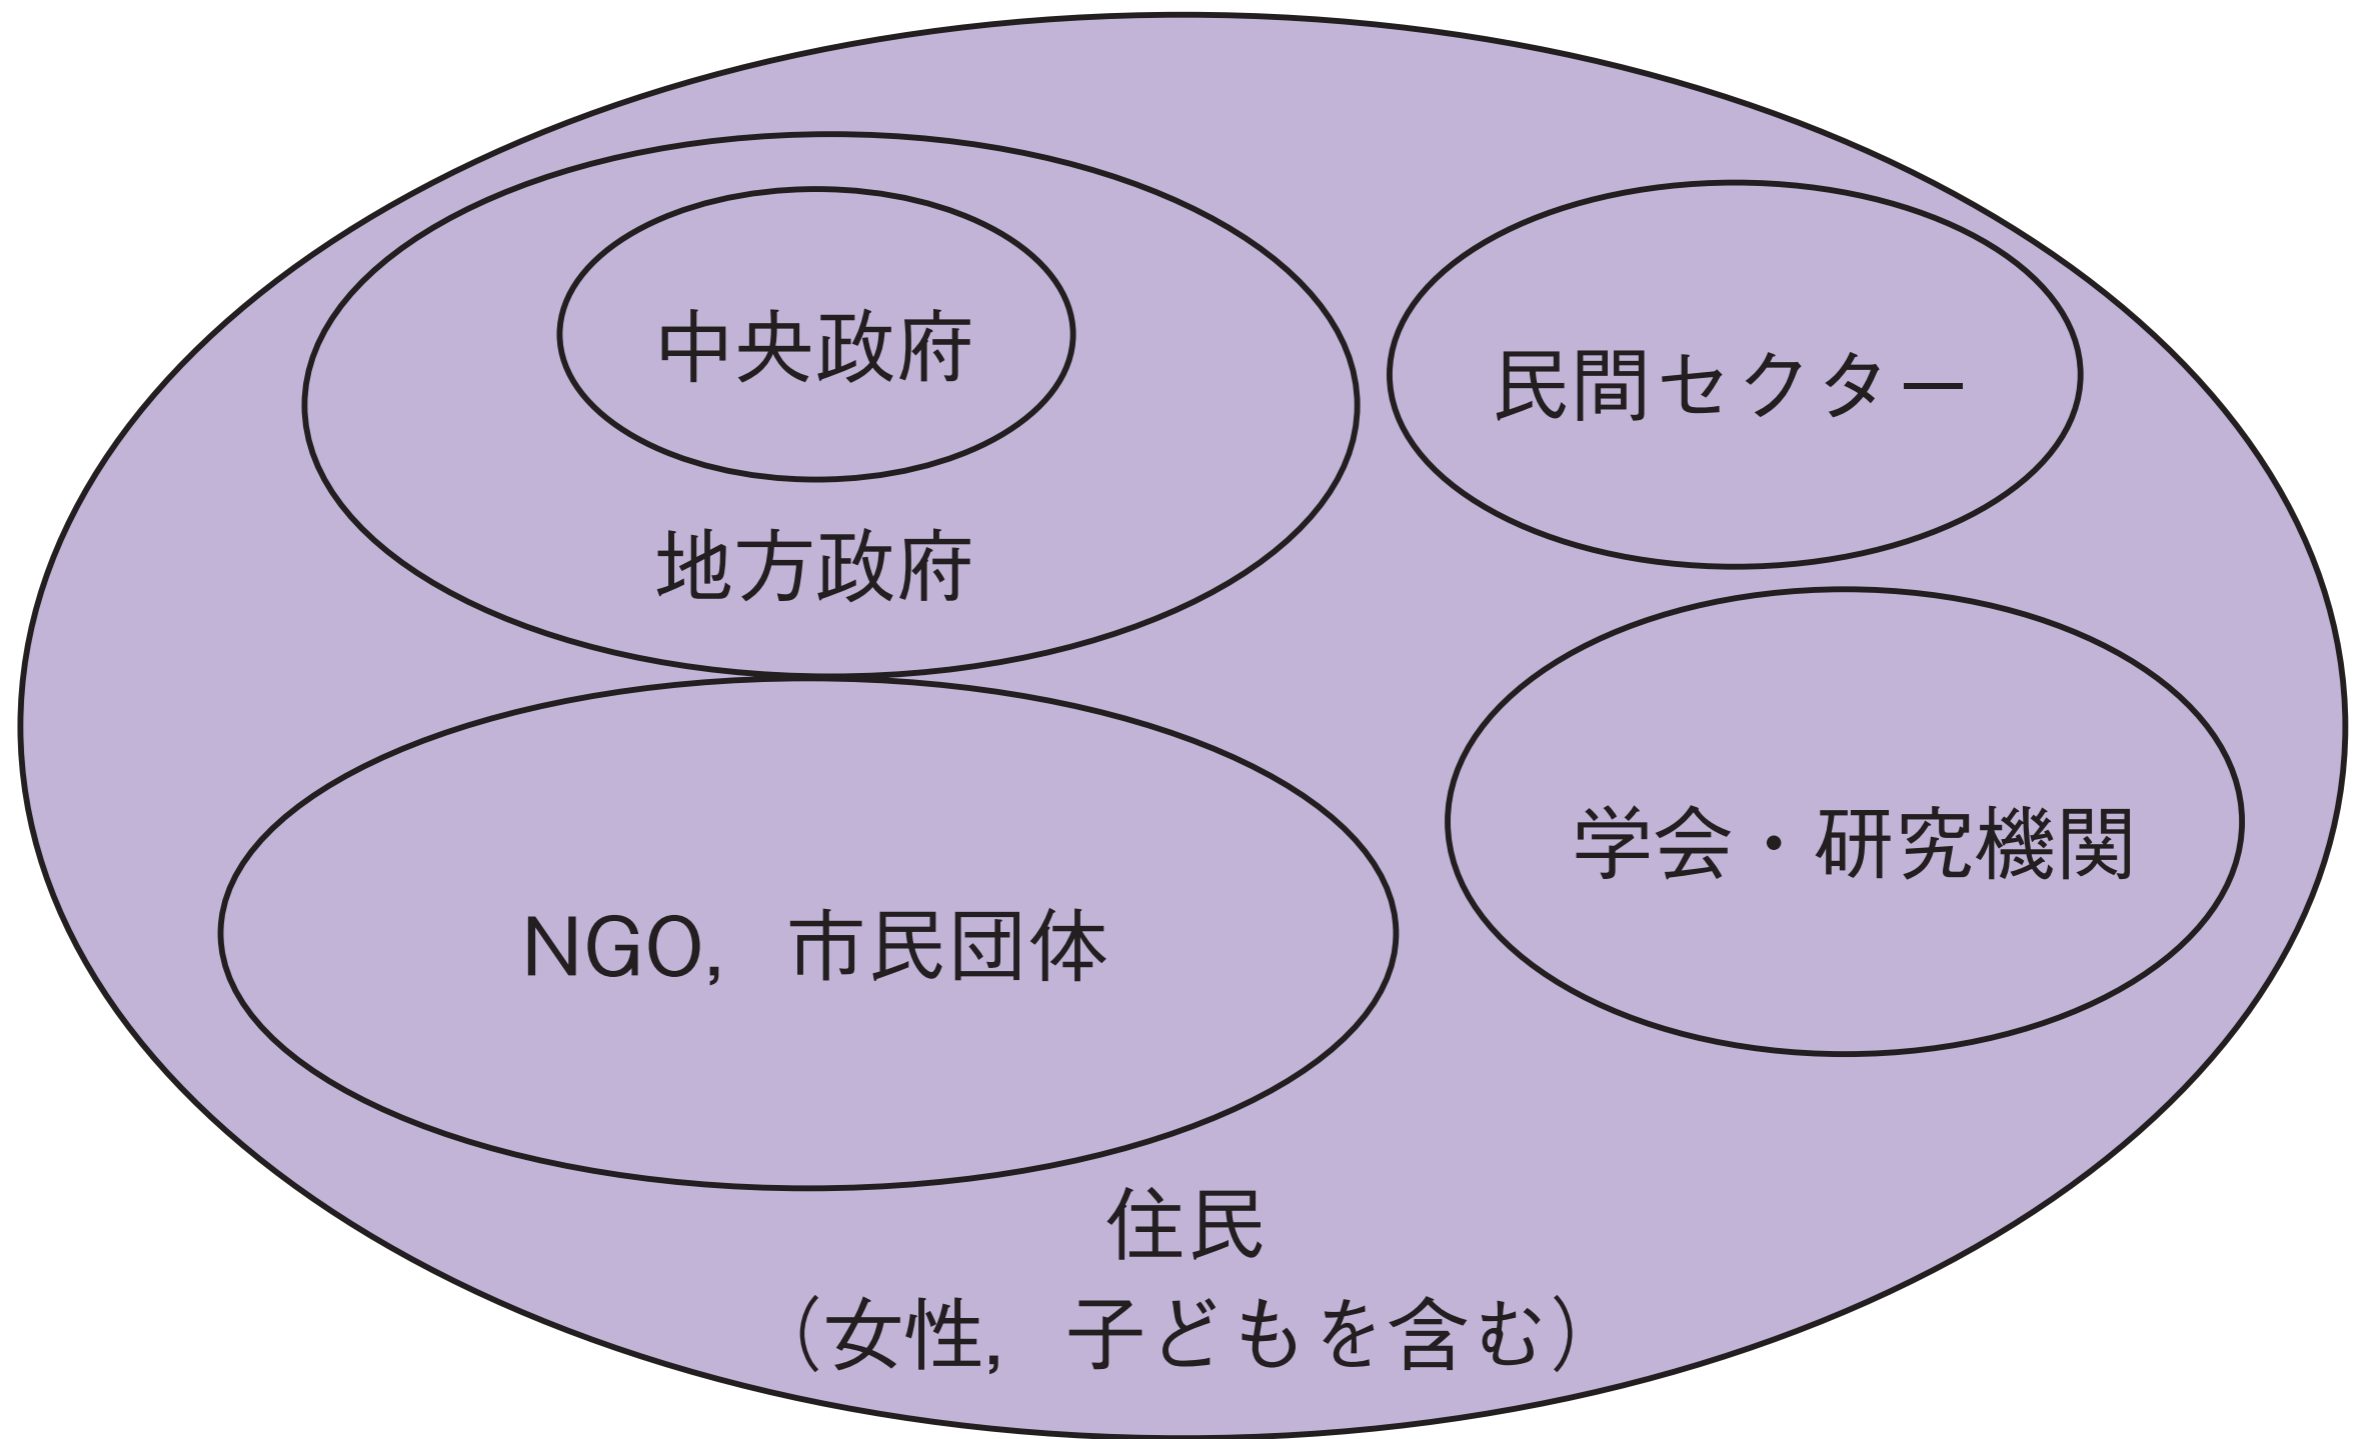 中央政府
地方政府
民間セクター
学会・研究機関
NGO, 市民団体
住民
(女性, 子どもを含む)